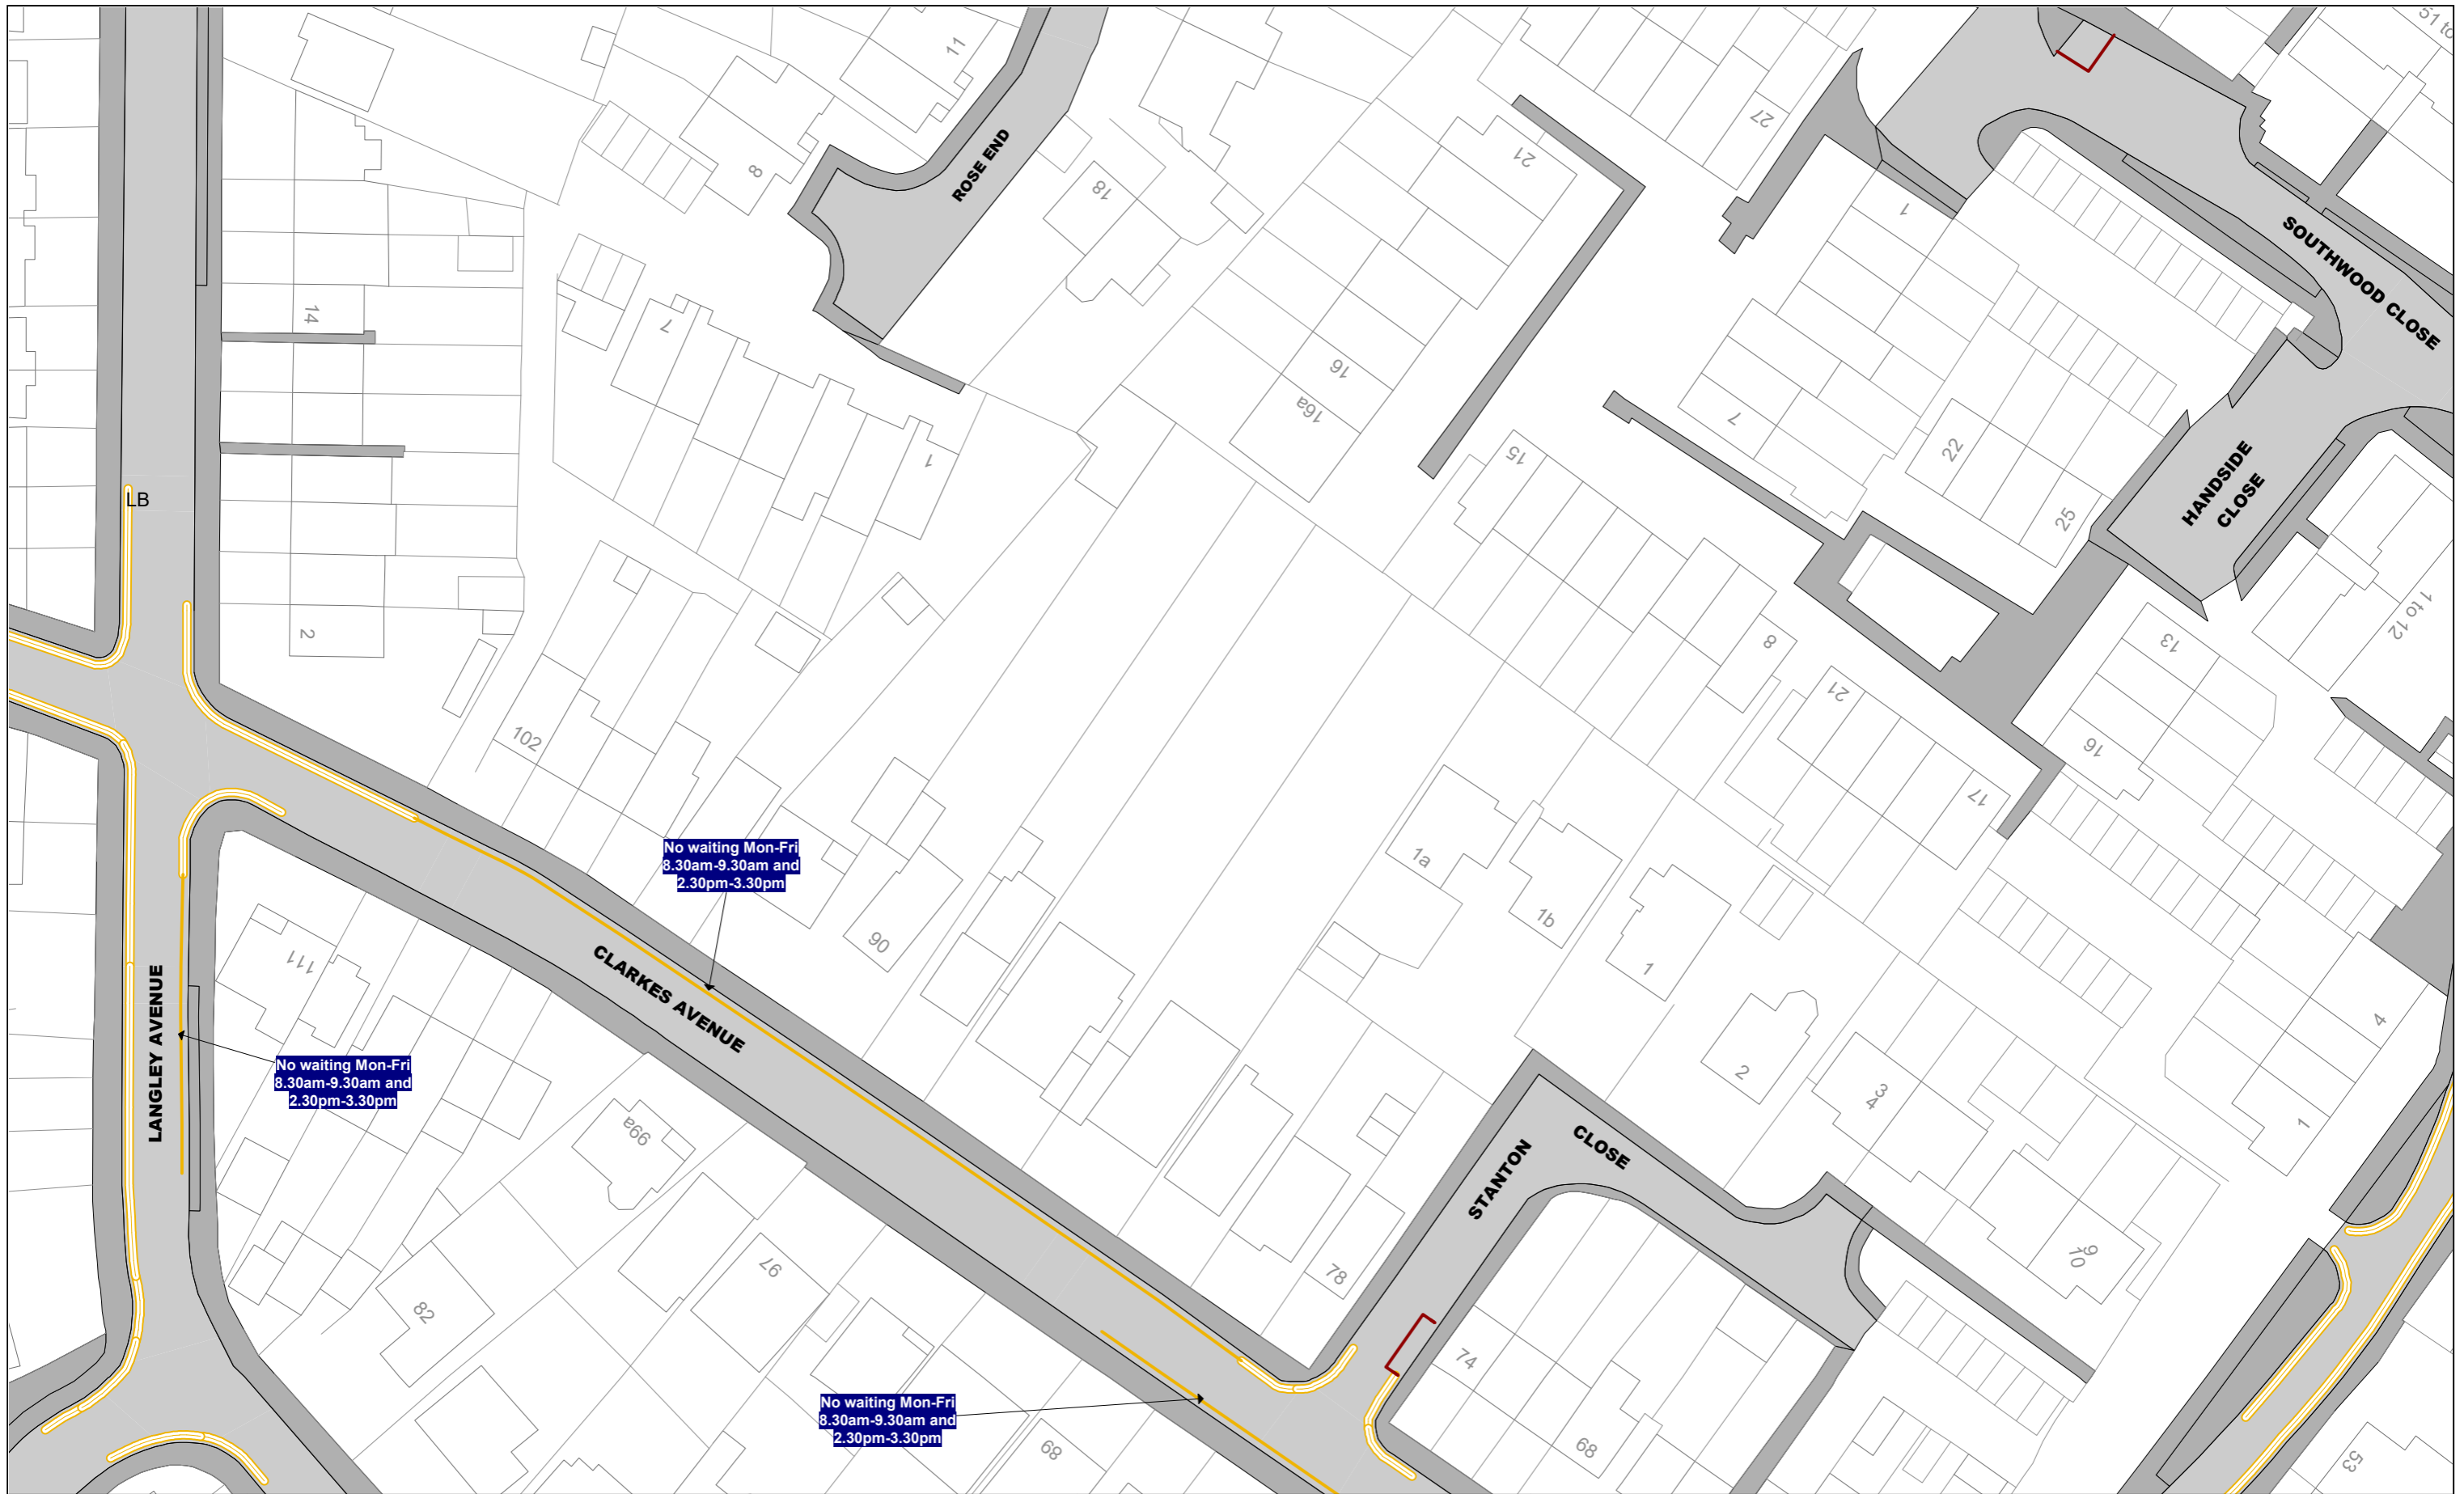 51 to
11
ROSE END
8
18
21
27
1
SOUTHWOOD CLOSE
14
7
1
16
16a
15
7
22
25
HANDSIDE
CLOSE
1 to 12
LB
2
102
8
21
13
16
17
No waiting Mon-Fri
8.30am-9.30am and
2.30pm-3.30pm
90
1a
1b
1
2
3
4
4
1
111
CLARKES AVENUE
LANGLEY AVENUE
No waiting Mon-Fri
8.30am-9.30am and
2.30pm-3.30pm
99a
STANTON
CLOSE
9
10
82
97
78
74
68
No waiting Mon-Fri
8.30am-9.30am and
2.30pm-3.30pm
89
53